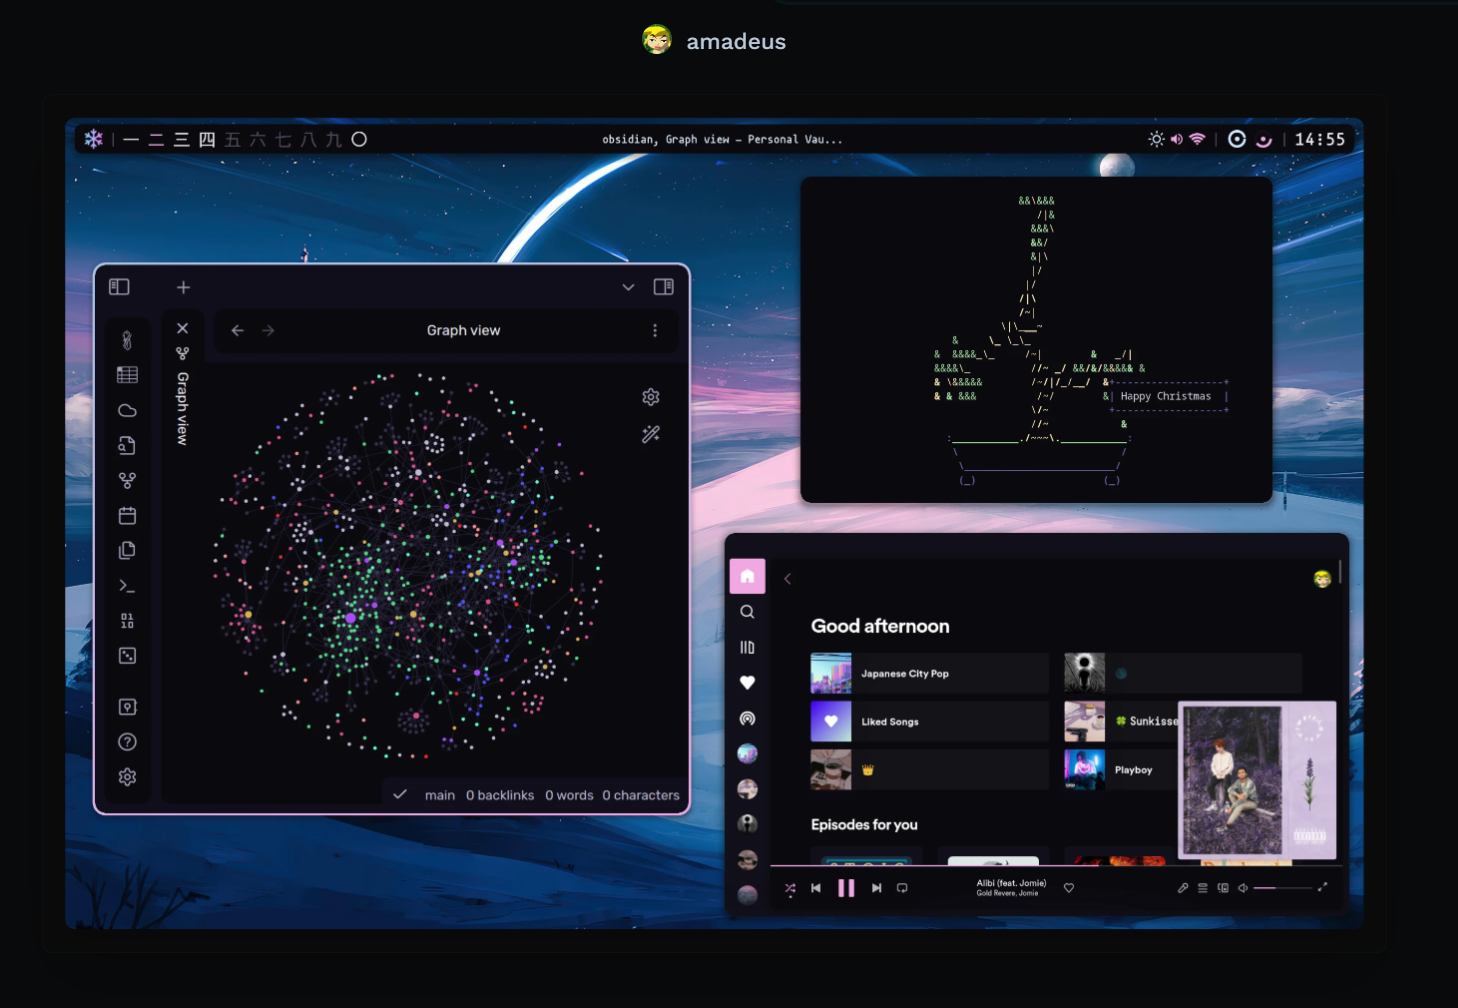 amadeus
一 二 三 四 五 六 七 八 九
obsidian, Graph view – Personal Vau...
14:55
Graph view
Graph view
main 0 backlinks 0 words 0 characters
&&\&&&
/|&
&&&\
&&/
&|\
|/
|/
/|\
/~|
\|\___~
& \_ \_\_
& &&&&_\_ /~| & _/|
&&&&\_ //~ _/ &&/&/&&&&& &
& \&&&&& /~/|/_/__/ &+-------------------+
& & &&& /~/ &| Happy Christmas |
\/~ +-------------------+
//~ &
:___________./~~~\.___________:
\ /
\_________________________/
(_) (_)
Good afternoon
Japanese City Pop
Liked Songs
🍀 Sunkisse
👑
Playboy
Episodes for you
Alibi (feat. Jomie)
Gold Revere, Jomie